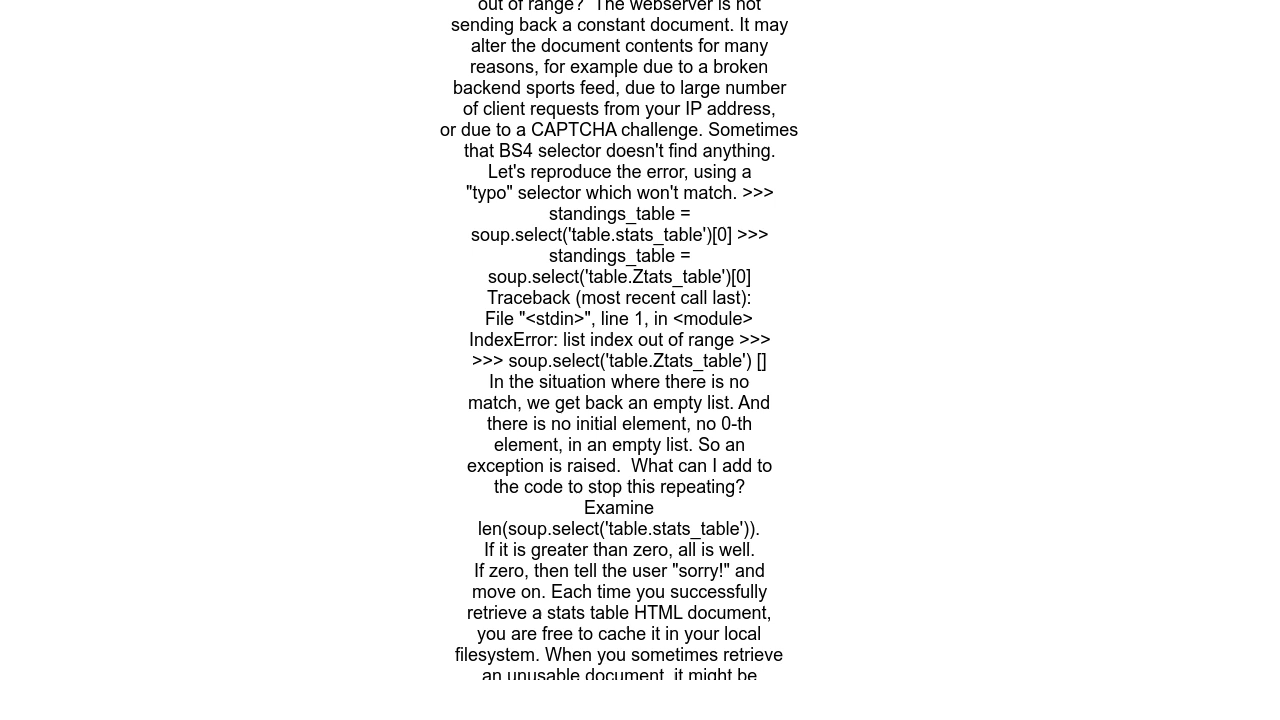 out of range?  The webserver is not
sending back a constant document. It may
alter the document contents for many
reasons, for example due to a broken
backend sports feed, due to large number
of client requests from your IP address,
or due to a CAPTCHA challenge. Sometimes
that BS4 selector doesn't find anything.
Let's reproduce the error, using a
"typo" selector which won't match. >>>
standings_table =
soup.select('table.stats_table')[0] >>>
standings_table =
soup.select('table.Ztats_table')[0]
Traceback (most recent call last):
File "<stdin>", line 1, in <module>
IndexError: list index out of range >>>
>>> soup.select('table.Ztats_table') []
In the situation where there is no
match, we get back an empty list. And
there is no initial element, no 0-th
element, in an empty list. So an
exception is raised.  What can I add to
the code to stop this repeating?
Examine
len(soup.select('table.stats_table')).
If it is greater than zero, all is well.
If zero, then tell the user "sorry!" and
move on. Each time you successfully
retrieve a stats table HTML document,
you are free to cache it in your local
filesystem. When you sometimes retrieve
an unusable document, it might be